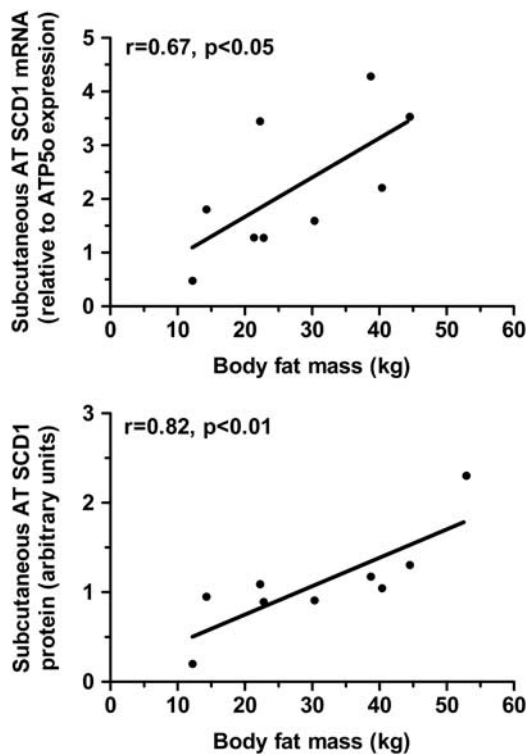 r=0.67, p<0.05
Subcutaneous AT SCD1 mRNA
(relative to ATP5o expression)
5
4
3
2
1
0
0 10 20 30 40 50 60
Body fat mass (kg)
r=0.82, p<0.01
Subcutaneous AT SCD1
protein (arbitrary units)
3
2
1
0
0 10 20 30 40 50 60
Body fat mass (kg)